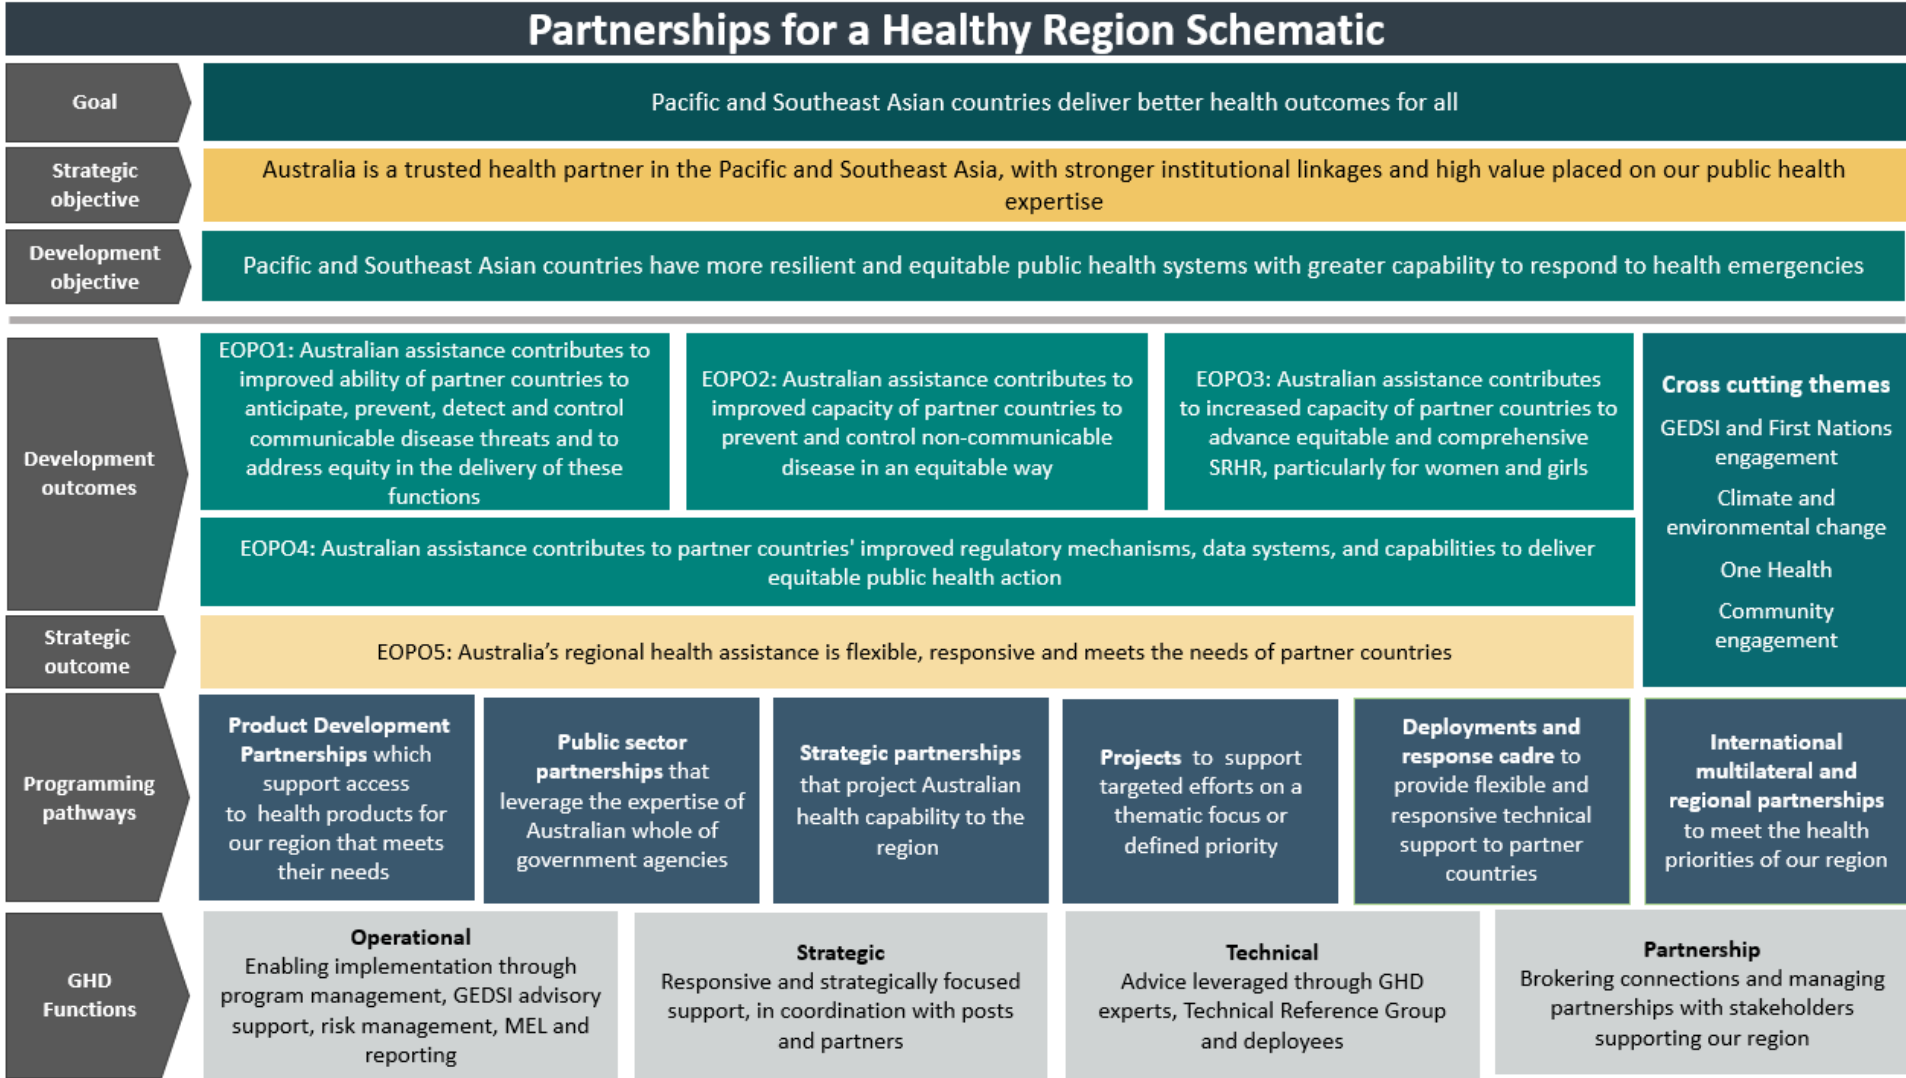 Partnerships for a Healthy Region Schematic
Goal
Pacific and Southeast Asian countries deliver better health outcomes for all
Strategic
objective
Australia is a trusted health partner in the Pacific and Southeast Asia, with stronger institutional linkages and high value placed on our public health
expertise
Development
objective
Pacific and Southeast Asian countries have more resilient and equitable public health systems with greater capability to respond to health emergencies
Development
outcomes
EOPO1: Australian assistance contributes to
improved ability of partner countries to
anticipate, prevent, detect and control
communicable disease threats and to
address equity in the delivery of these
functions
EOPO2: Australian assistance contributes to
improved capacity of partner countries to
prevent and control non-communicable
disease in an equitable way
EOPO3: Australian assistance contributes
to increased capacity of partner countries to
advance equitable and comprehensive
SRHR, particularly for women and girls
EOPO4: Australian assistance contributes to partner countries' improved regulatory mechanisms, data systems, and capabilities to deliver
equitable public health action
Cross cutting themes
GEDSI and First Nations
engagement
Climate and
environmental change
One Health
Community
engagement
Strategic
outcome
EOPO5: Australia’s regional health assistance is flexible, responsive and meets the needs of partner countries
Programming
pathways
Product Development
Partnerships which
support access
to health products for
our region that meets
their needs
Public sector
partnerships that
leverage the expertise of
Australian whole of
government agencies
Strategic partnerships
that project Australian
health capability to the
region
Projects to support
targeted efforts on a
thematic focus or
defined priority
Deployments and
response cadre to
provide flexible and
responsive technical
support to partner
countries
International
multilateral and
regional partnerships
to meet the health
priorities of our region
GHD
Functions
Operational
Enabling implementation through
program management, GEDSI advisory
support, risk management, MEL and
reporting
Strategic
Responsive and strategically focused
support, in coordination with posts
and partners
Technical
Advice leveraged through GHD
experts, Technical Reference Group
and deployees
Partnership
Brokering connections and managing
partnerships with stakeholders
supporting our region